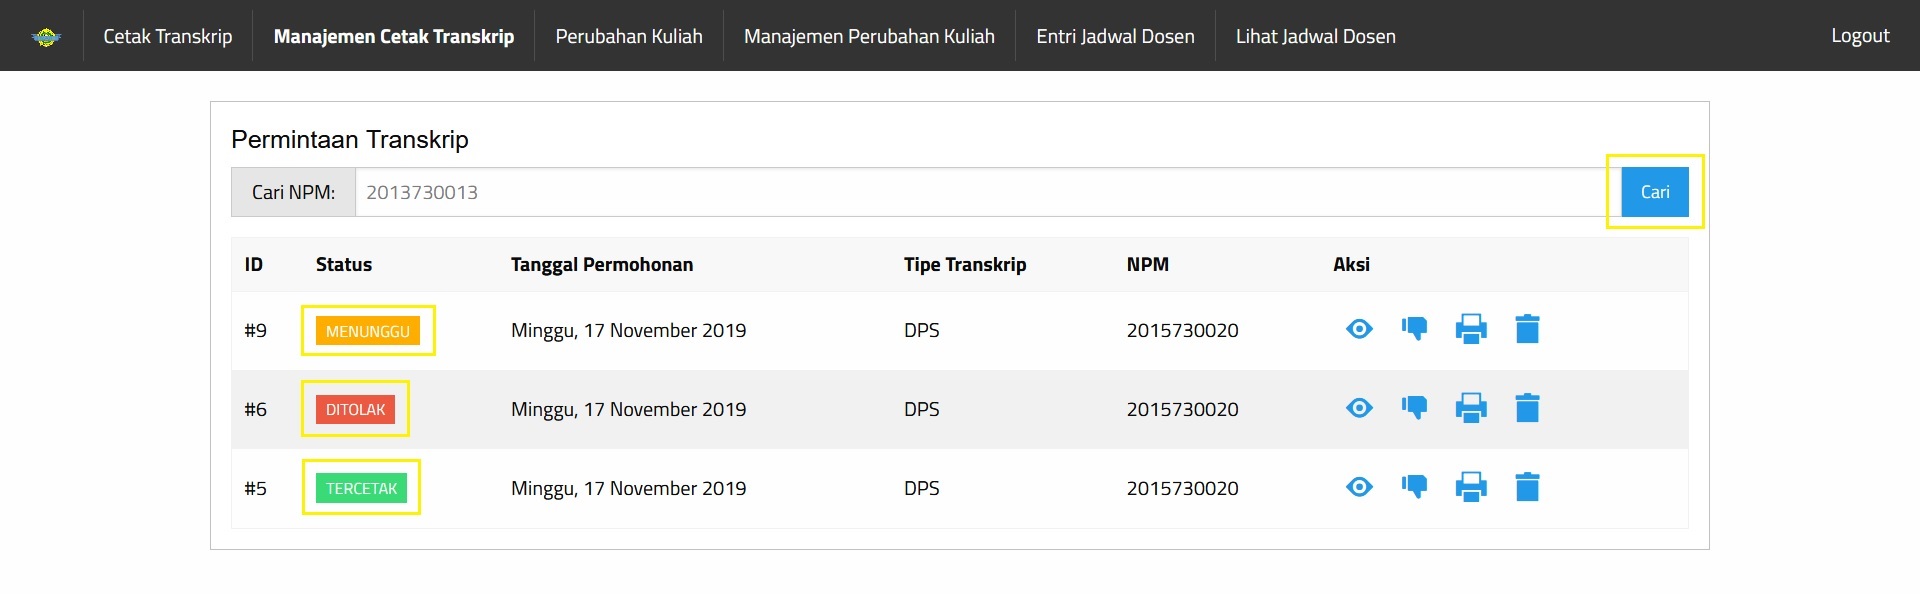 Cetak Transkrip Manajemen Cetak Transkrip Perubahan Kuliah Manajemen Perubahan Kuliah Entri Jadwal Dosen Lihat Jadwal Dosen Logout
Permintaan Transkrip
Cari NPM: 2013730013 Cari
ID Status Tanggal Permohonan Tipe Transkrip NPM Aksi
#9 MENUNGGU Minggu, 17 November 2019 DPS 2015730020
#6 DITOLAK Minggu, 17 November 2019 DPS 2015730020
#5 TERCETAK Minggu, 17 November 2019 DPS 2015730020